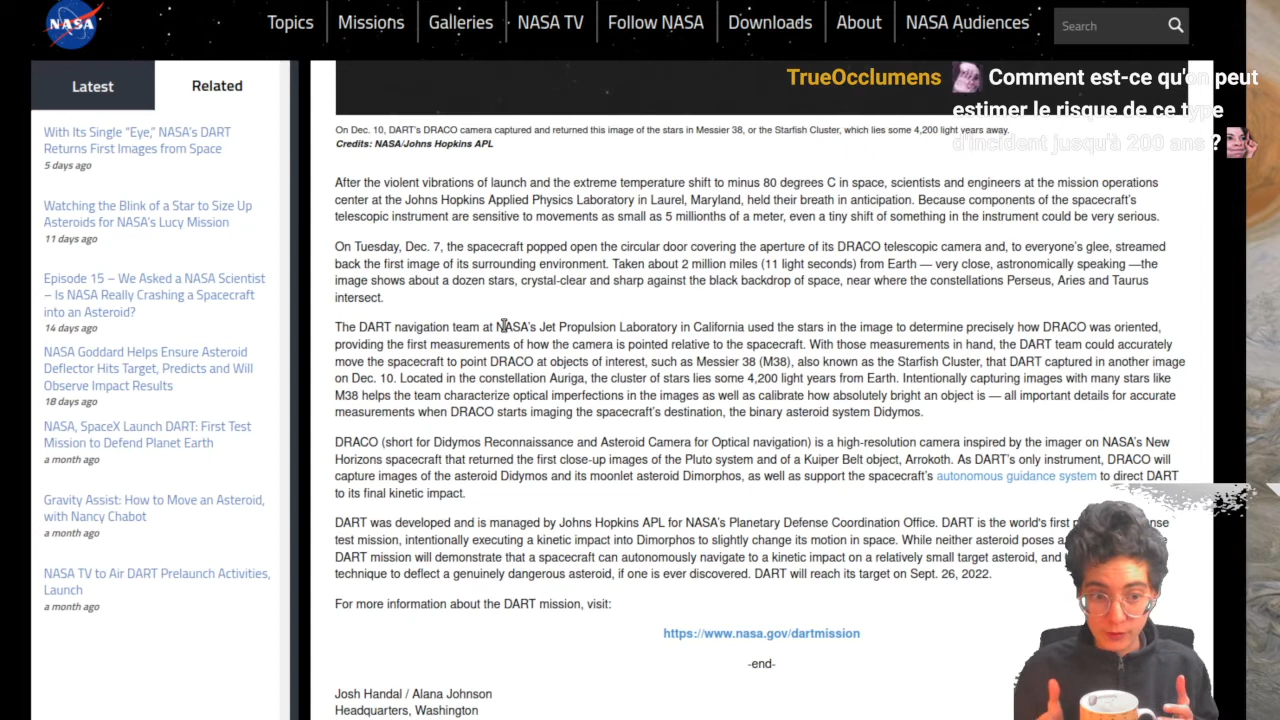 NASA
Topics
Missions
Galleries
NASA TV
Follow NASA
Downloads
About
NASA Audiences
Search
Latest
Related
With Its Single “Eye,” NASA’s DART
Returns First Images from Space
5 days ago
Watching the Blink of a Star to Size Up
Asteroids for NASA’s Lucy Mission
11 days ago
Episode 15 – We Asked a NASA Scientist
– Is NASA Really Crashing a Spacecraft
into an Asteroid?
14 days ago
NASA Goddard Helps Ensure Asteroid
Deflector Hits Target, Predicts and Will
Observe Impact Results
18 days ago
NASA, SpaceX Launch DART: First Test
Mission to Defend Planet Earth
a month ago
Gravity Assist: How to Move an Asteroid,
with Nancy Chabot
a month ago
NASA TV to Air DART Prelaunch Activities,
Launch
a month ago
TrueOcclumens Comment est-ce qu'on peut
estimer le risque de ce type
d'incident jusqu'à 200 ans ?
On Dec. 10, DART’s DRACO camera captured and returned this image of the stars in Messier 38, or the Starfish Cluster, which lies some 4,200 light years away.
Credits: NASA/Johns Hopkins APL
After the violent vibrations of launch and the extreme temperature shift to minus 80 degrees C in space, scientists and engineers at the mission operations
center at the Johns Hopkins Applied Physics Laboratory in Laurel, Maryland, held their breath in anticipation. Because components of the spacecraft’s
telescopic instrument are sensitive to movements as small as 5 millionths of a meter, even a tiny shift of something in the instrument could be very serious.
On Tuesday, Dec. 7, the spacecraft popped open the circular door covering the aperture of its DRACO telescopic camera and, to everyone’s glee, streamed
back the first image of its surrounding environment. Taken about 2 million miles (11 light seconds) from Earth — very close, astronomically speaking —the
image shows about a dozen stars, crystal-clear and sharp against the black backdrop of space, near where the constellations Perseus, Aries and Taurus
intersect.
The DART navigation team at NASA’s Jet Propulsion Laboratory in California used the stars in the image to determine precisely how DRACO was oriented,
providing the first measurements of how the camera is pointed relative to the spacecraft. With those measurements in hand, the DART team could accurately
move the spacecraft to point DRACO at objects of interest, such as Messier 38 (M38), also known as the Starfish Cluster, that DART captured in another image
on Dec. 10. Located in the constellation Auriga, the cluster of stars lies some 4,200 light years from Earth. Intentionally capturing images with many stars like
M38 helps the team characterize optical imperfections in the images as well as calibrate how absolutely bright an object is — all important details for accurate
measurements when DRACO starts imaging the spacecraft’s destination, the binary asteroid system Didymos.
DRACO (short for Didymos Reconnaissance and Asteroid Camera for Optical navigation) is a high-resolution camera inspired by the imager on NASA’s New
Horizons spacecraft that returned the first close-up images of the Pluto system and of a Kuiper Belt object, Arrokoth. As DART’s only instrument, DRACO will
capture images of the asteroid Didymos and its moonlet asteroid Dimorphos, as well as support the spacecraft’s autonomous guidance system to direct DART
to its final kinetic impact.
DART was developed and is managed by Johns Hopkins APL for NASA’s Planetary Defense Coordination Office. DART is the world’s first
test mission, intentionally executing a kinetic impact into Dimorphos to slightly change its motion in space. While neither asteroid poses
DART mission will demonstrate that a spacecraft can autonomously navigate to a kinetic impact on a relatively small target asteroid, and
technique to deflect a genuinely dangerous asteroid, if one is ever discovered. DART will reach its target on Sept. 26, 2022.
For more information about the DART mission, visit:
https://www.nasa.gov/dartmission
-end-
Josh Handal / Alana Johnson
Headquarters, Washington